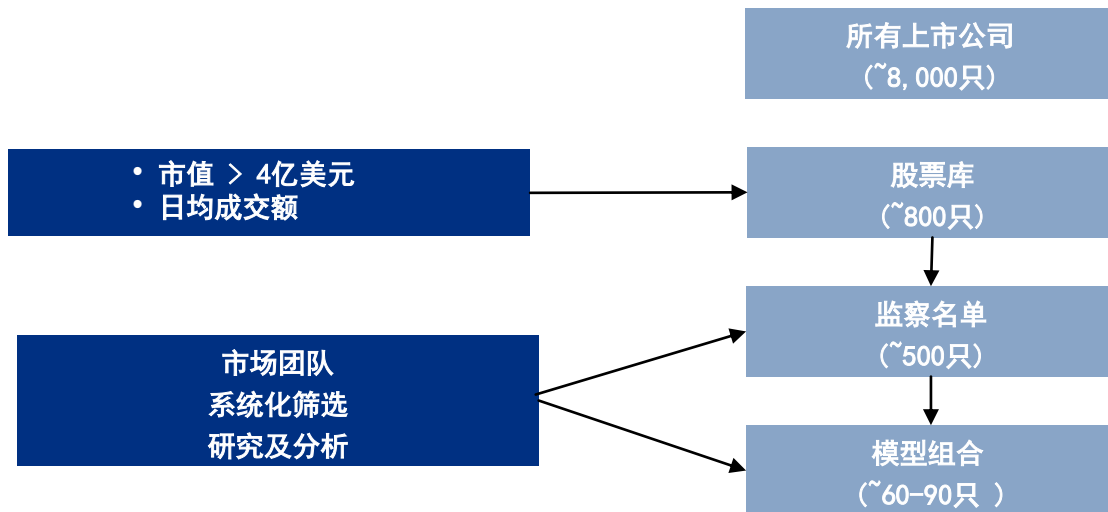 所有上市公司
(~8,000只)
• 市值 > 4亿美元
• 日均成交额
股票库
(~800只)
监察名单
(~500只)
市场团队
系统化筛选
研究及分析
模型组合
(~60-90只 )